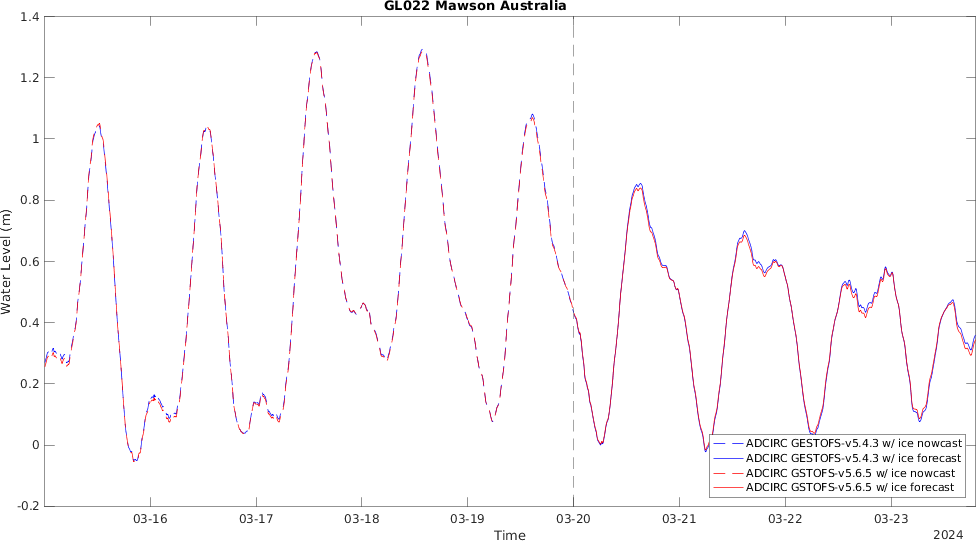 GL022 Mawson Australia
Water Level (m)
1.4
1.2
1
0.8
0.6
0.4
0.2
0
-0.2
ADCIRC GESTOFS-v5.4.3 w/ ice nowcast
ADCIRC GESTOFS-v5.4.3 w/ ice forecast
ADCIRC GSTOFS-v5.6.5 w/ ice nowcast
ADCIRC GSTOFS-v5.6.5 w/ ice forecast
03-16 03-17 03-18 03-19 03-20 03-21 03-22 03-23
Time
2024